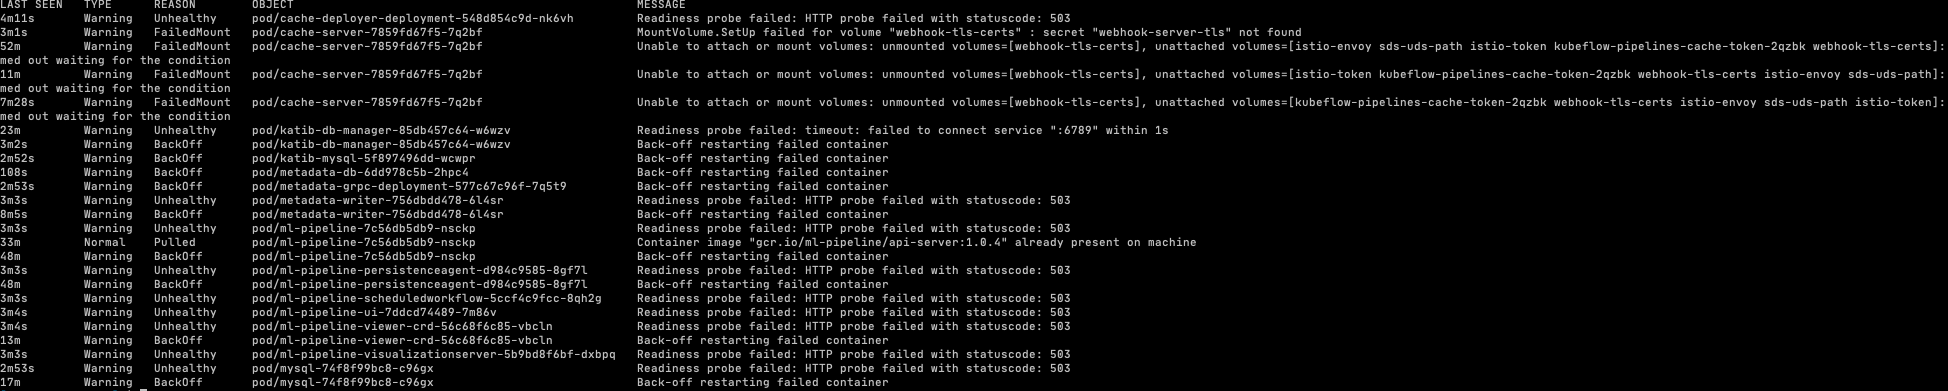 LAST SEEN   TYPE      REASON      OBJECT                                                 MESSAGE
4m11s       Warning   Unhealthy   pod/cache-deployer-deployment-548d854c9d-nk6vh         Readiness probe failed: HTTP probe failed with statuscode: 503
3m1s        Warning   FailedMount   pod/cache-server-7859fd67f5-7q2bf                      MountVolume.SetUp failed for volume "webhook-tls-certs" : secret "webhook-server-tls" not found
52m         Warning   FailedMount   pod/cache-server-7859fd67f5-7q2bf                      Unable to attach or mount volumes: unmounted volumes=[webhook-tls-certs], unattached volumes=[istio-envoy sds-uds-path istio-token kubeflow-pipelines-cache-token-2qzbk webhook-tls-certs]:
med out waiting for the condition
11m         Warning   FailedMount   pod/cache-server-7859fd67f5-7q2bf                      Unable to attach or mount volumes: unmounted volumes=[webhook-tls-certs], unattached volumes=[istio-token kubeflow-pipelines-cache-token-2qzbk webhook-tls-certs istio-envoy sds-uds-path]:
med out waiting for the condition
7m28s       Warning   FailedMount   pod/cache-server-7859fd67f5-7q2bf                      Unable to attach or mount volumes: unmounted volumes=[webhook-tls-certs], unattached volumes=[kubeflow-pipelines-cache-token-2qzbk webhook-tls-certs istio-envoy sds-uds-path istio-token]:
med out waiting for the condition
23m         Warning   Unhealthy   pod/katib-db-manager-85db457c64-w6wzv                  Readiness probe failed: timeout: failed to connect service ":6789" within 1s
3m2s        Warning   BackOff     pod/katib-db-manager-85db457c64-w6wzv                  Back-off restarting failed container
2m52s       Warning   BackOff     pod/katib-mysql-5f897496dd-wcwpr                       Back-off restarting failed container
108s        Warning   BackOff     pod/metadata-db-6dd978c5b-2hpc4                        Back-off restarting failed container
2m53s       Warning   BackOff     pod/metadata-grpc-deployment-577c67c96f-7q5t9          Back-off restarting failed container
3m3s        Warning   Unhealthy   pod/metadata-writer-756dbdd478-6l4sr                   Readiness probe failed: HTTP probe failed with statuscode: 503
8m5s        Warning   BackOff     pod/metadata-writer-756dbdd478-6l4sr                   Back-off restarting failed container
3m3s        Warning   Unhealthy   pod/ml-pipeline-7c56db5db9-nsckp                       Readiness probe failed: HTTP probe failed with statuscode: 503
33m         Normal    Pulled      pod/ml-pipeline-7c56db5db9-nsckp                       Container image "gcr.io/ml-pipeline/api-server:1.0.4" already present on machine
48m         Warning   BackOff     pod/ml-pipeline-7c56db5db9-nsckp                       Back-off restarting failed container
3m3s        Warning   Unhealthy   pod/ml-pipeline-persistenceagent-d984c9585-8gf7l       Readiness probe failed: HTTP probe failed with statuscode: 503
48m         Warning   BackOff     pod/ml-pipeline-persistenceagent-d984c9585-8gf7l       Back-off restarting failed container
3m3s        Warning   Unhealthy   pod/ml-pipeline-scheduledworkflow-5ccf4c9fcc-8qh2g     Readiness probe failed: HTTP probe failed with statuscode: 503
3m4s        Warning   Unhealthy   pod/ml-pipeline-ui-7ddcd74489-7m86v                    Readiness probe failed: HTTP probe failed with statuscode: 503
3m4s        Warning   Unhealthy   pod/ml-pipeline-viewer-crd-56c68f6c85-vbcln            Readiness probe failed: HTTP probe failed with statuscode: 503
13m         Warning   BackOff     pod/ml-pipeline-viewer-crd-56c68f6c85-vbcln            Back-off restarting failed container
3m3s        Warning   Unhealthy   pod/ml-pipeline-visualizationserver-5b9bd8f6bf-dxbpq   Readiness probe failed: HTTP probe failed with statuscode: 503
2m53s       Warning   Unhealthy   pod/mysql-74f8f99bc8-c96gx                             Readiness probe failed: HTTP probe failed with statuscode: 503
17m         Warning   BackOff     pod/mysql-74f8f99bc8-c96gx                             Back-off restarting failed container